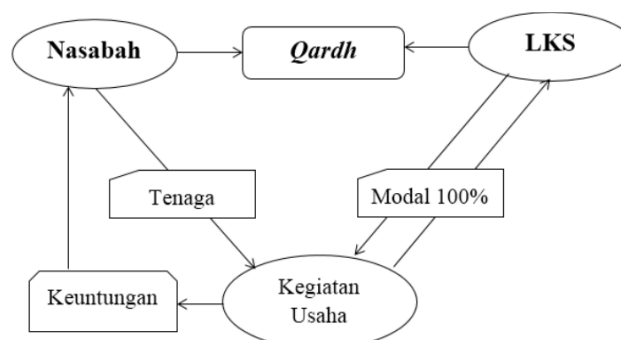 Nasabah
Qardh
LKS
Tenaga
Modal 100%
Keuntungan
Kegiatan
Usaha